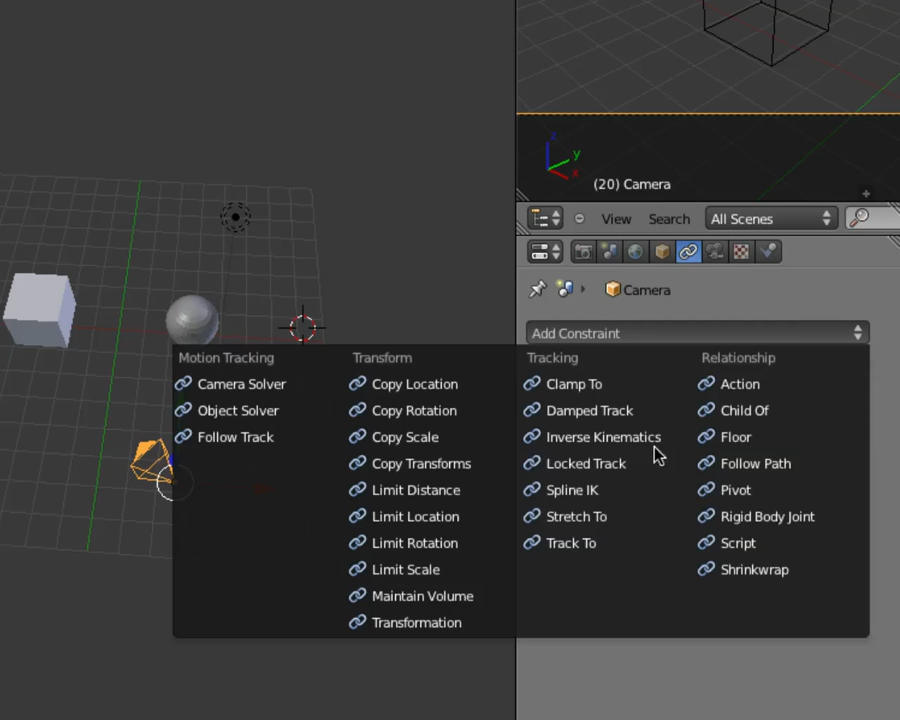 z
y
x
(20) Camera
View Search All Scenes
Camera
Add Constraint
Motion Tracking
Camera Solver
Object Solver
Follow Track
Transform
Copy Location
Copy Rotation
Copy Scale
Copy Transforms
Limit Distance
Limit Location
Limit Rotation
Limit Scale
Maintain Volume
Transformation
Tracking
Clamp To
Damped Track
Inverse Kinematics
Locked Track
Spline IK
Stretch To
Track To
Relationship
Action
Child Of
Floor
Follow Path
Pivot
Rigid Body Joint
Script
Shrinkwrap